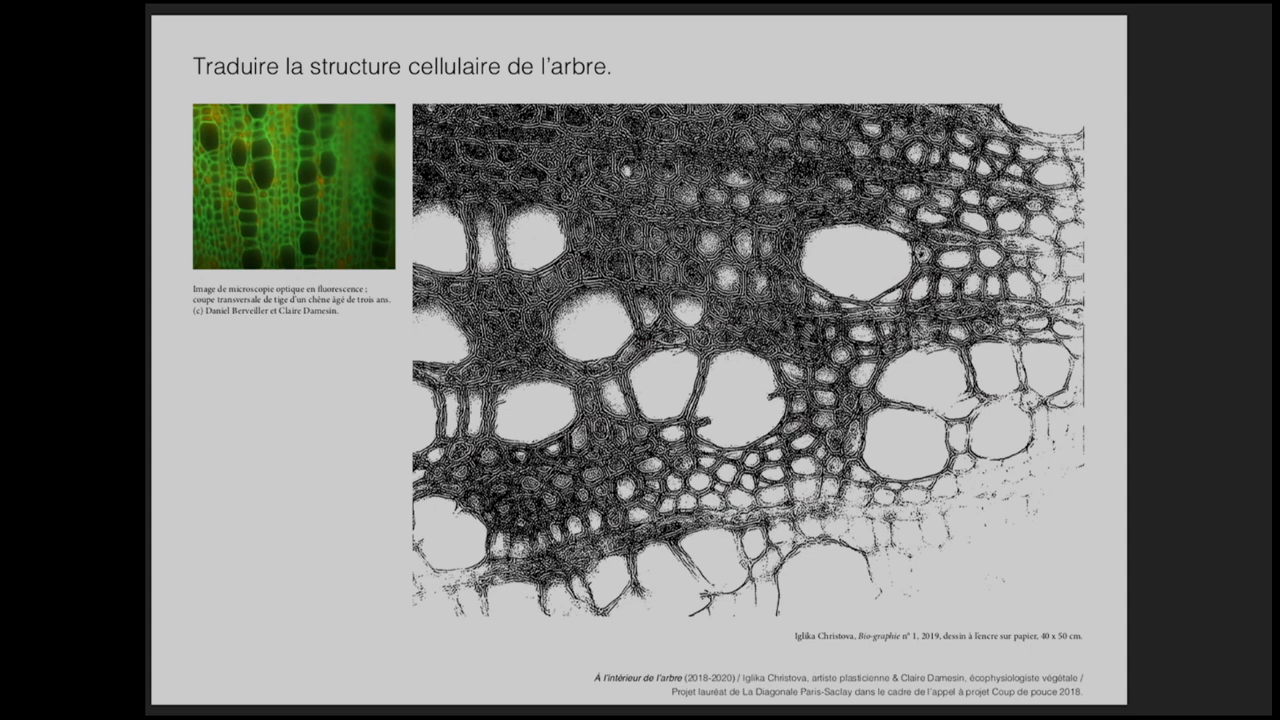 Traduire la structure cellulaire de l’arbre.
Image de microscopie optique en fluorescence ;
coupe transversale de tige d’un chêne âgé de trois ans.
(c) Daniel Berveiller et Claire Damesin.
Iglika Christova, Bio-graphie n° 1, 2019, dessin à l’encre sur papier, 40 x 50 cm.
À l’intérieur de l’arbre (2018-2020) / Iglika Christova, artiste plasticienne & Claire Damesin, écophysiologiste végétale /
Projet lauréat de La Diagonale Paris-Saclay dans le cadre de l’appel à projet Coup de pouce 2018.